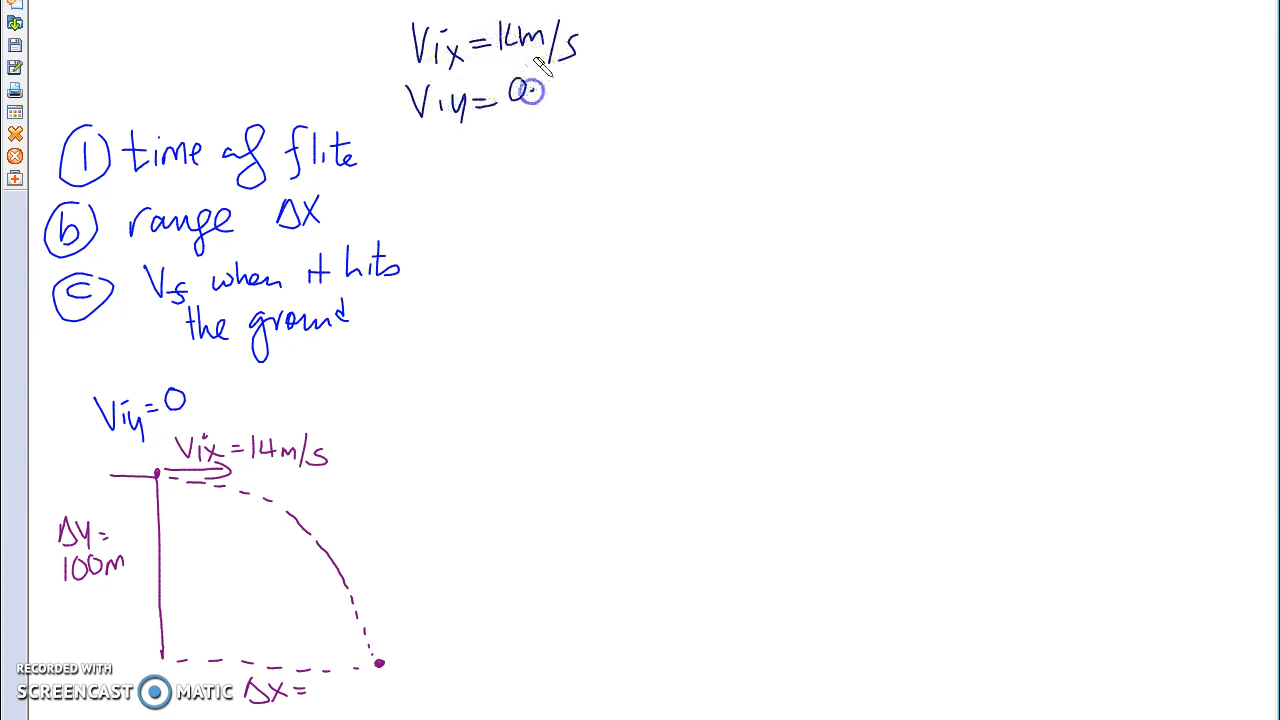 Vix = 14m/s
Viy = 0
① time of flite
ⓑ range ΔX
ⓒ Vf when it hits
the ground
Viy = 0
Vix = 14m/s
ΔY =
100m
ΔX =
RECORDED WITH
SCREENCAST MATIC